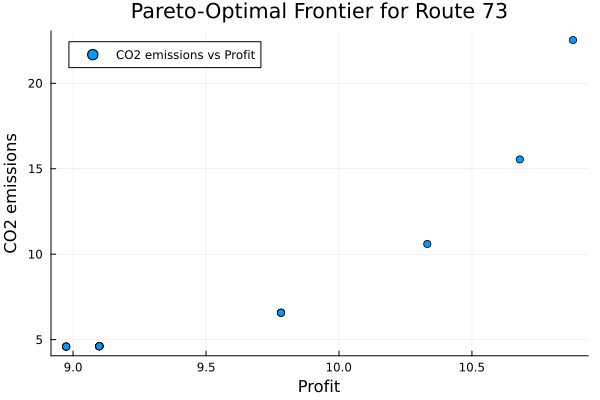 Pareto-Optimal Frontier for Route 73
CO2 emissions vs Profit
CO2 emissions
20
15
10
5
9.0 9.5 10.0 10.5
Profit